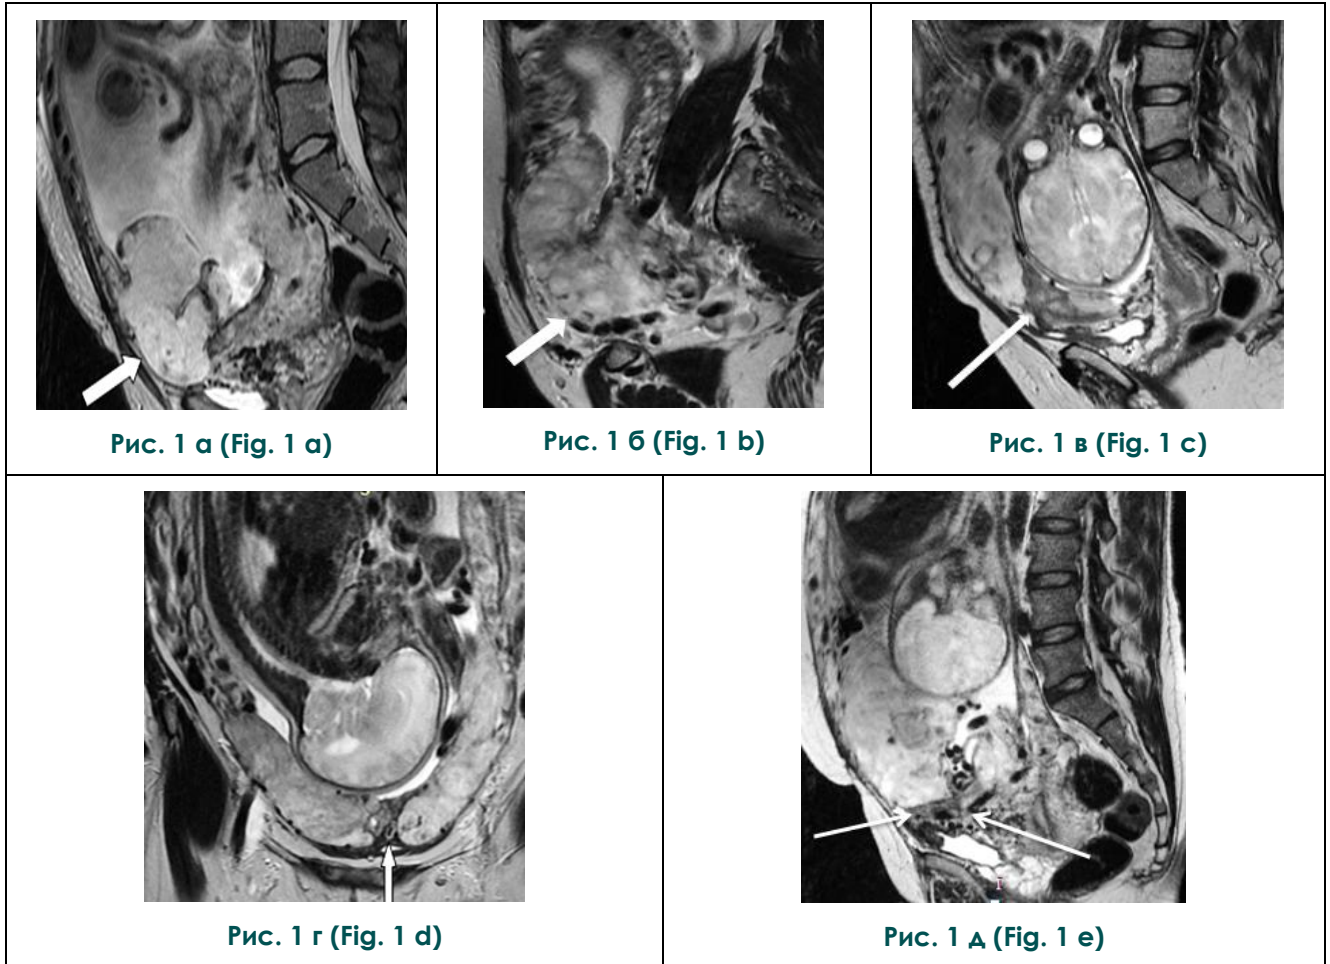 Рис. 1 а (Fig. 1 a)
Рис. 1 б (Fig. 1 b)
Рис. 1 в (Fig. 1 c)
Рис. 1 г (Fig. 1 d)
Рис. 1 д (Fig. 1 e)